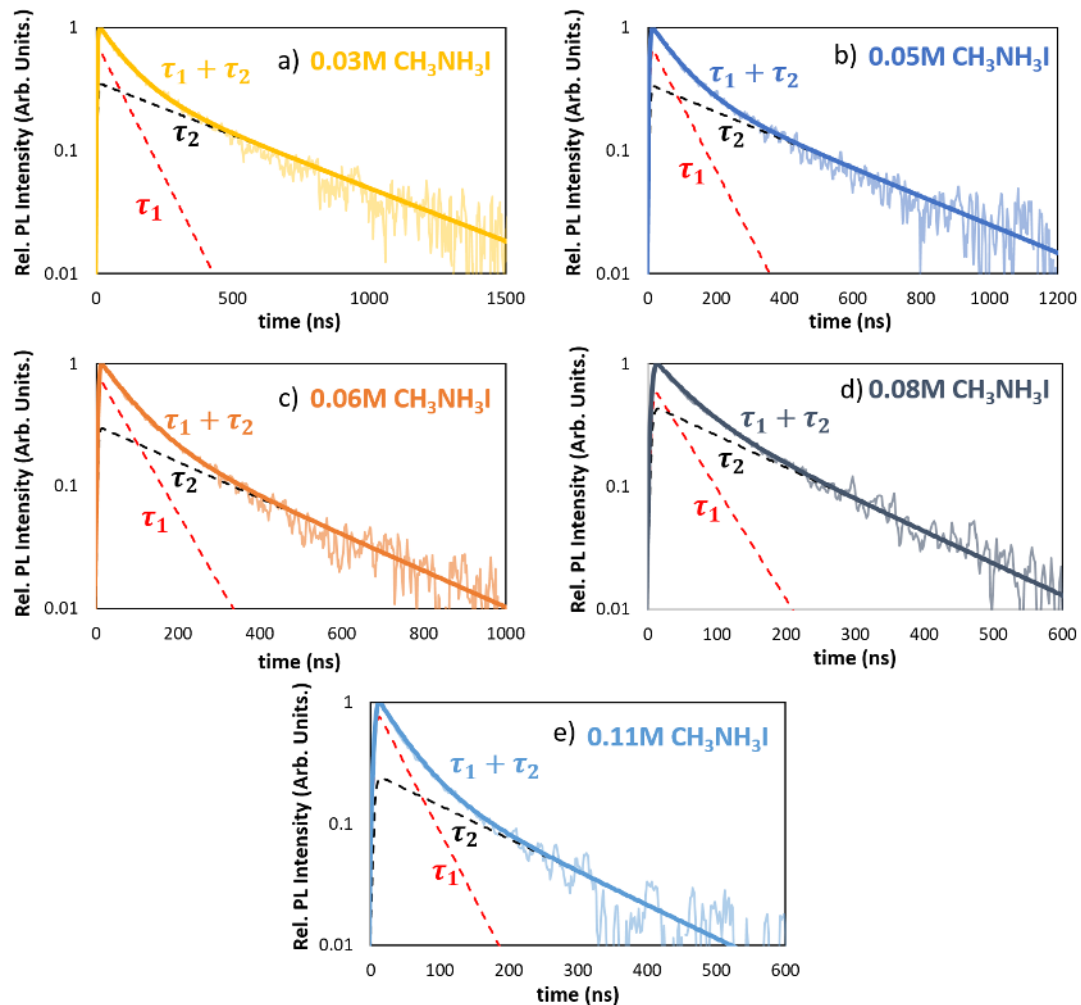 a) 0.03M CH₃NH₃I
τ₁ + τ₂
τ₂
τ₁
1
0.1
0.01
0
500
1000
1500
time (ns)
Rel. PL Intensity (Arb. Units.)
b) 0.05M CH₃NH₃I
τ₁ + τ₂
τ₂
τ₁
1
0.1
0.01
0
200
400
600
800
1000
1200
time (ns)
Rel. PL Intensity (Arb. Units.)
c) 0.06M CH₃NH₃I
τ₁ + τ₂
τ₂
τ₁
1
0.1
0.01
0
200
400
600
800
1000
time (ns)
Rel. PL Intensity (Arb. Units.)
d) 0.08M CH₃NH₃I
τ₁ + τ₂
τ₂
τ₁
1
0.1
0.01
0
100
200
300
400
500
600
time (ns)
Rel. PL Intensity (Arb. Units.)
e) 0.11M CH₃NH₃I
τ₁ + τ₂
τ₂
τ₁
1
0.1
0.01
0
100
200
300
400
500
600
time (ns)
Rel. PL Intensity (Arb. Units.)